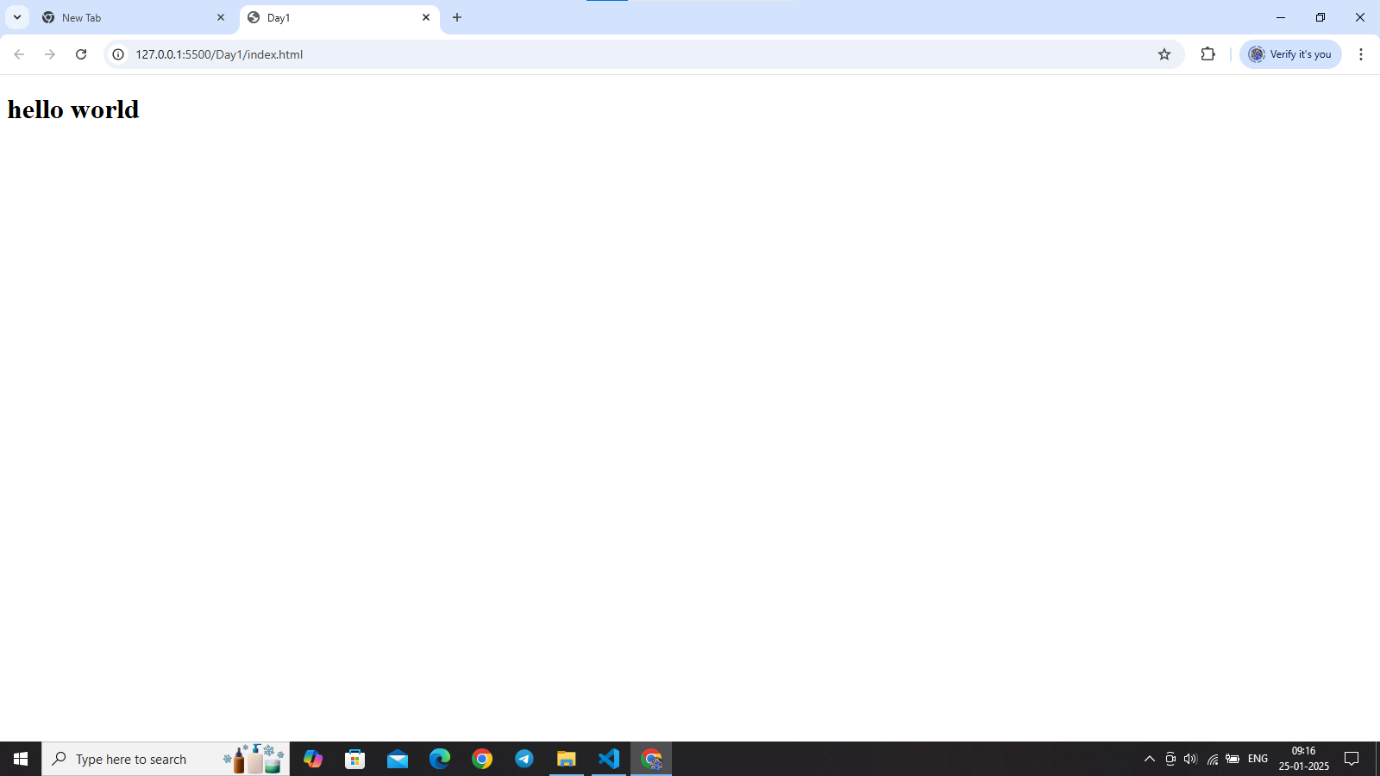 New Tab
Day1
127.0.0.1:5500/Day1/index.html
Verify it's you
hello world
Type here to search
ENG
09:16
25-01-2025